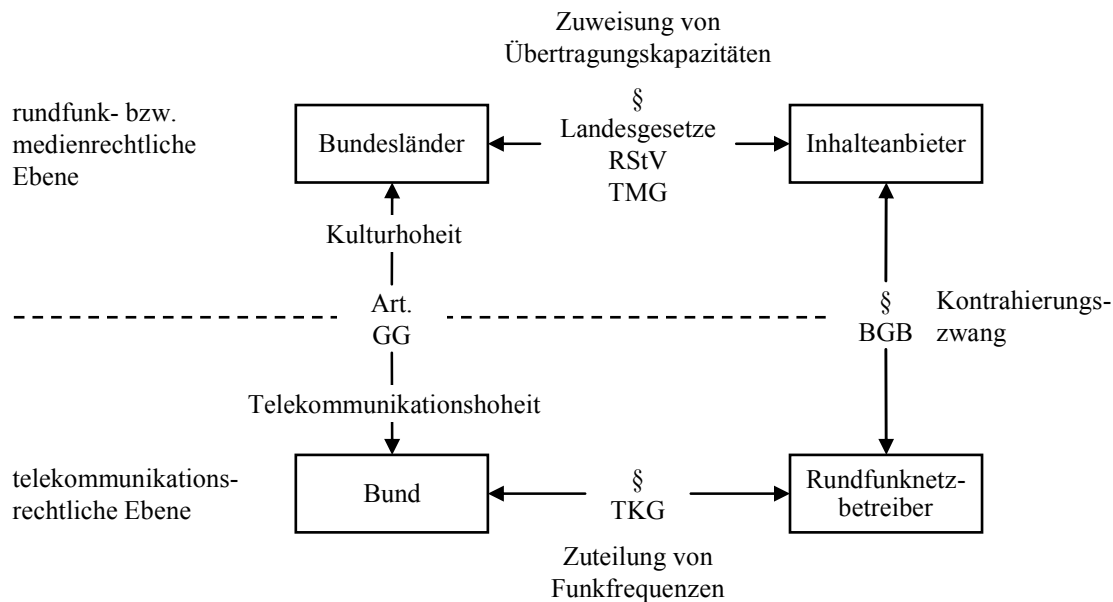 Zuweisung von
Übertragungskapazitäten
rundfunk- bzw.
medienrechtliche
Ebene
Bundesländer
§
Landesgesetze
RStV
TMG
Inhalteanbieter
Kulturhoheit
Art.
GG
§
BGB
Kontrahierungs-
zwang
Telekommunikationshoheit
telekommunikations-
rechtliche Ebene
Bund
§
TKG
Rundfunknetz-
betreiber
Zuteilung von
Funkfrequenzen